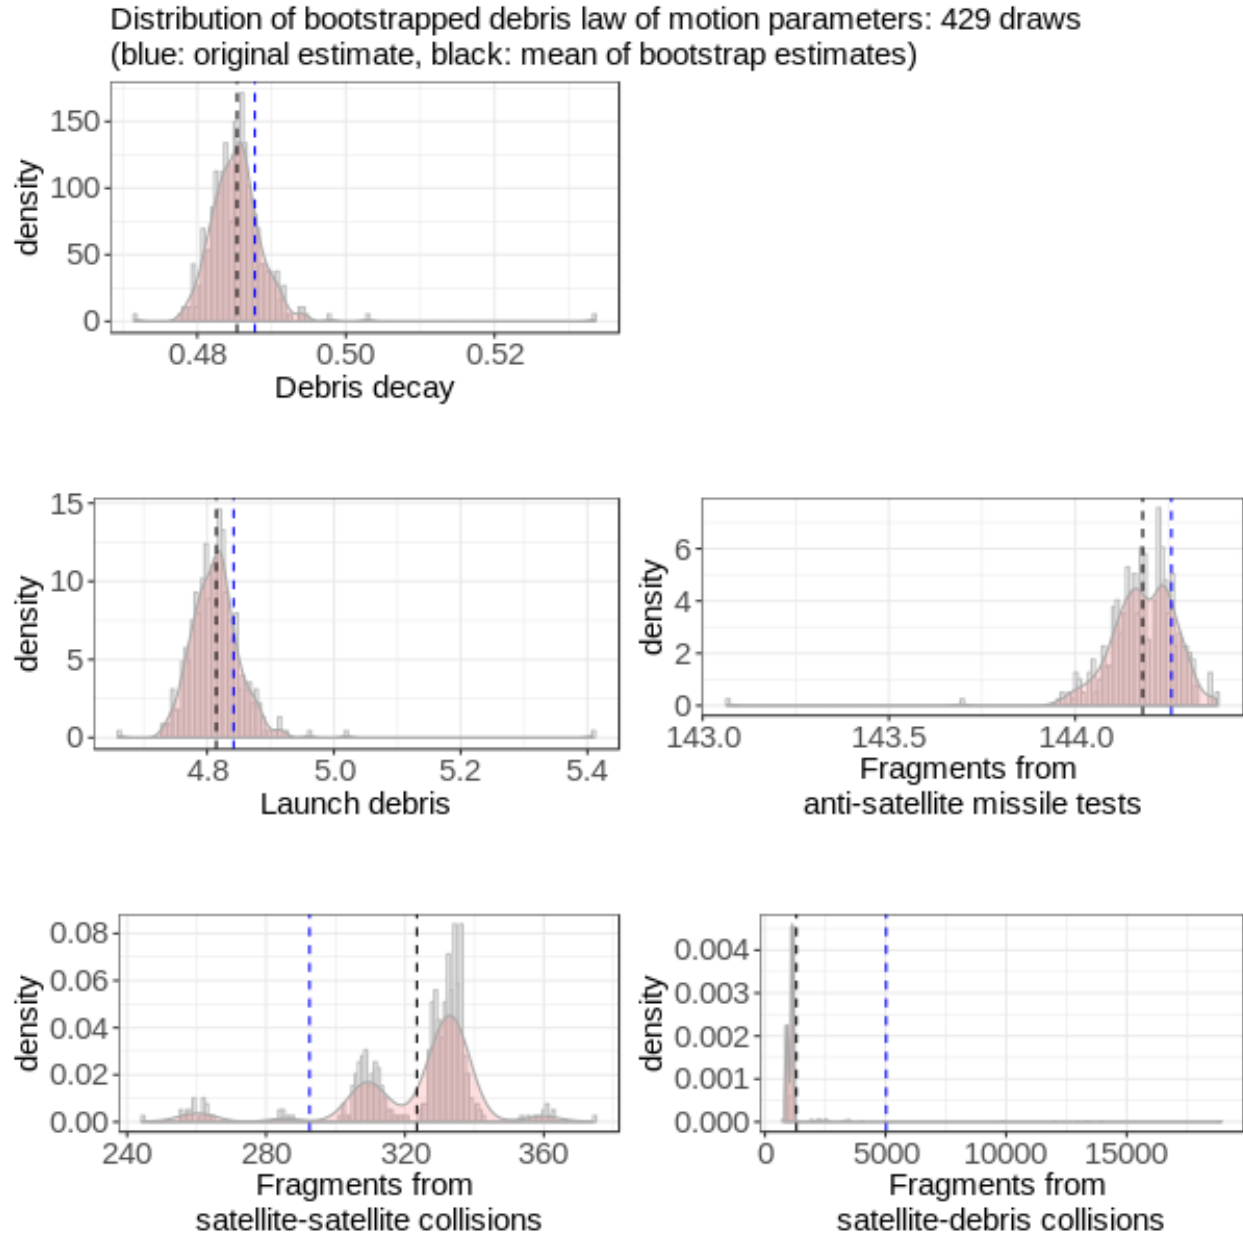 Distribution of bootstrapped debris law of motion parameters: 429 draws
(blue: original estimate, black: mean of bootstrap estimates)
density
150
100
50
0
0.48 0.50 0.52
Debris decay
density
15
10
5
0
4.8 5.0 5.2 5.4
Launch debris
density
6
4
2
0
143.0 143.5 144.0
Fragments from
anti-satellite missile tests
density
0.08
0.06
0.04
0.02
0.00
240 280 320 360
Fragments from
satellite-satellite collisions
density
0.004
0.003
0.002
0.001
0.000
0 5000 10000 15000
Fragments from
satellite-debris collisions